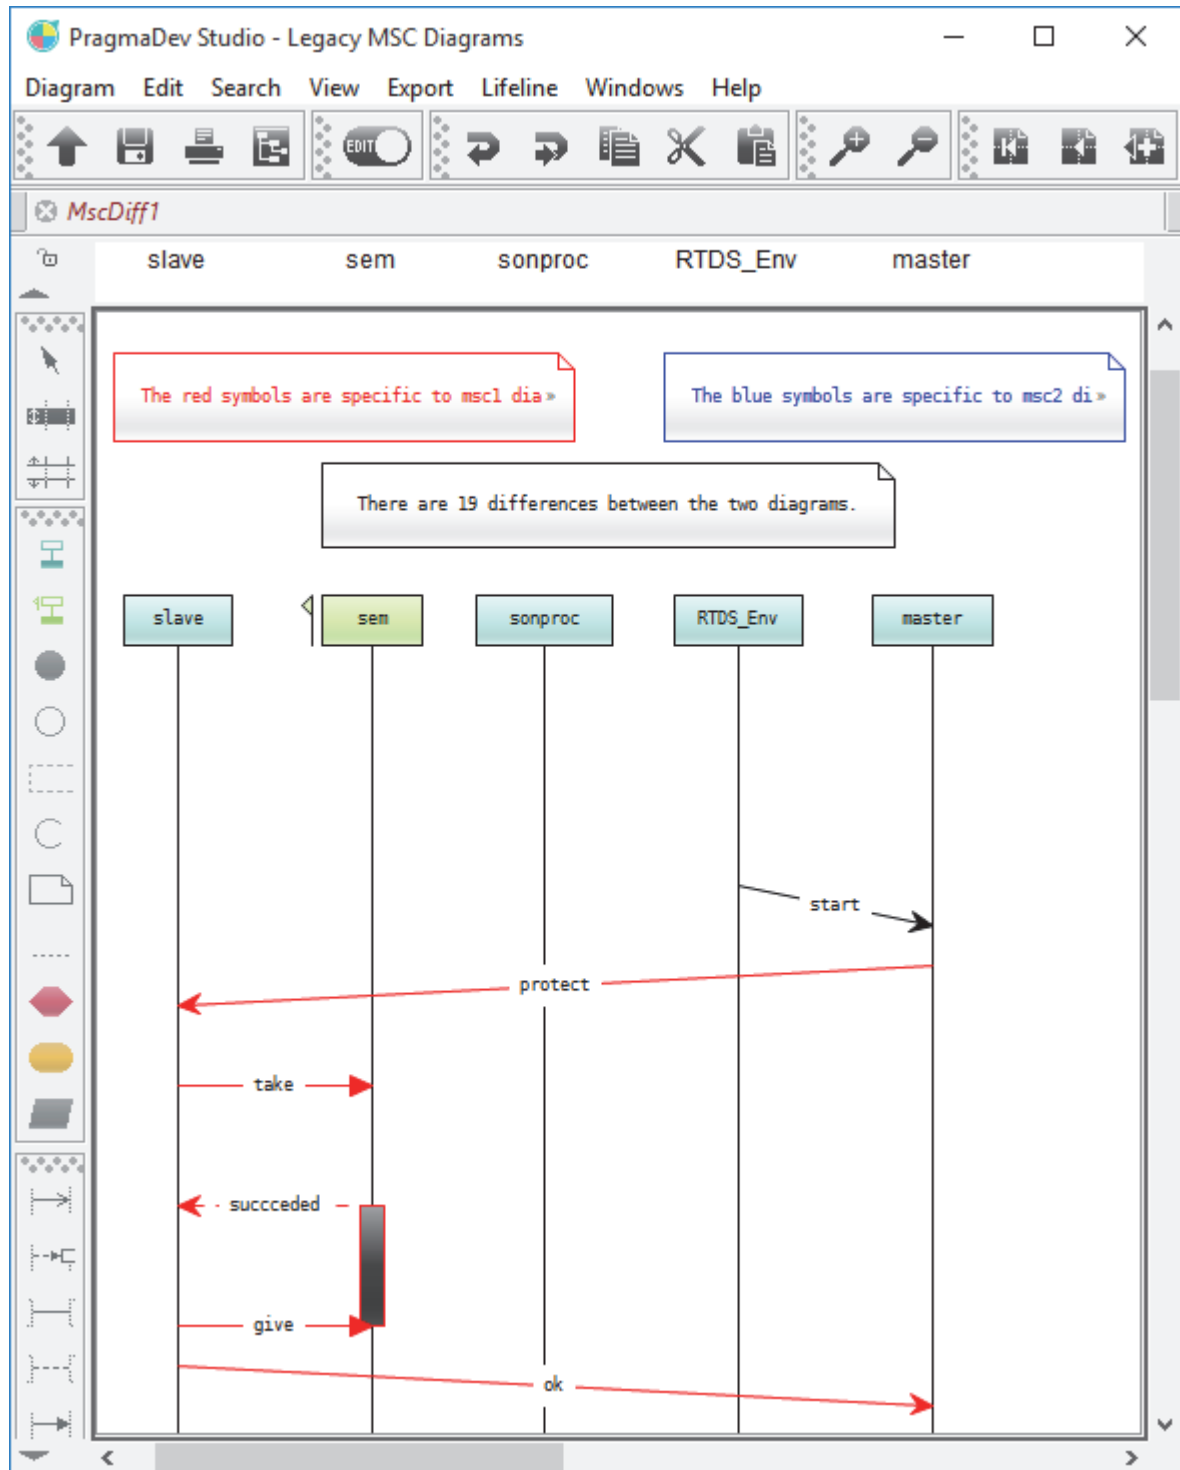 PragmaDev Studio - Legacy MSC Diagrams
Diagram Edit Search View Export Lifeline Windows Help
EDIT
MscDiff1
slave sem sonproc RTDS_Env master
The red symbols are specific to msc1 dia»
The blue symbols are specific to msc2 di»
There are 19 differences between the two diagrams.
slave sem sonproc RTDS_Env master
start
protect
take
succceded
give
ok